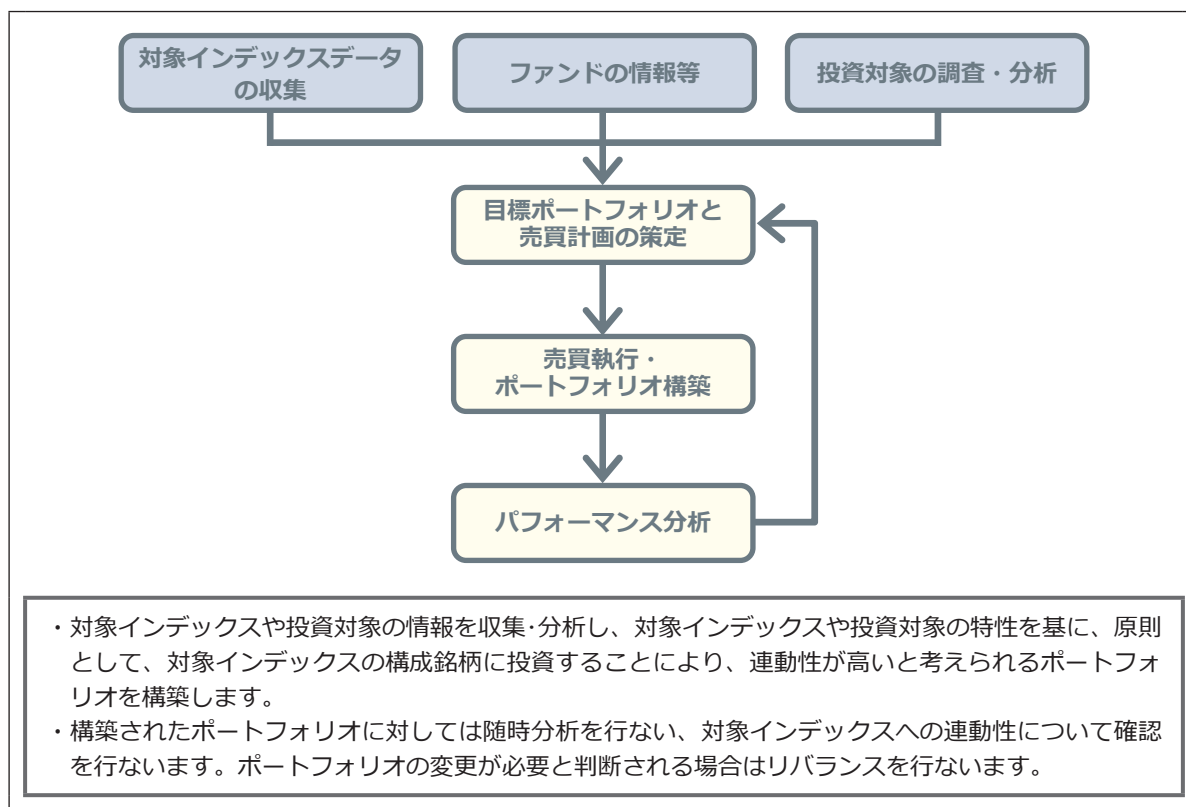 対象インデックスデータ
の収集
ファンドの情報等
投資対象の調査・分析
目標ポートフォリオと
売買計画の策定
売買執行・
ポートフォリオ構築
パフォーマンス分析
・対象インデックスや投資対象の情報を収集・分析し、対象インデックスや投資対象の特性を基に、原則
として、対象インデックスの構成銘柄に投資することにより、連動性が高いと考えられるポートフォ
リオを構築します。
・構築されたポートフォリオに対しては随時分析を行ない、対象インデックスへの連動性について確認
を行ないます。ポートフォリオの変更が必要と判断される場合はリバランスを行ないます。